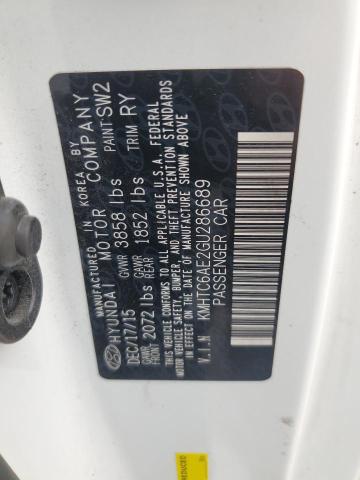 MANUFACTURED IN KOREA BY
HYUNDAI MOTOR COMPANY
DEC/17/15 GVWR 3858 lbs PAINT SW2
GAWR FRONT 2072 lbs GAWR REAR 1852 lbs TRIM RY
THIS VEHICLE CONFORMS TO ALL APPLICABLE U.S.A. FEDERAL
MOTOR VEHICLE SAFETY, BUMPER, AND THEFT PREVENTION STANDARDS
IN EFFECT ON THE DATE OF MANUFACTURE SHOWN ABOVE
V.I.N KMHTC6AE2GU286689
PASSENGER CAR
REDUCED